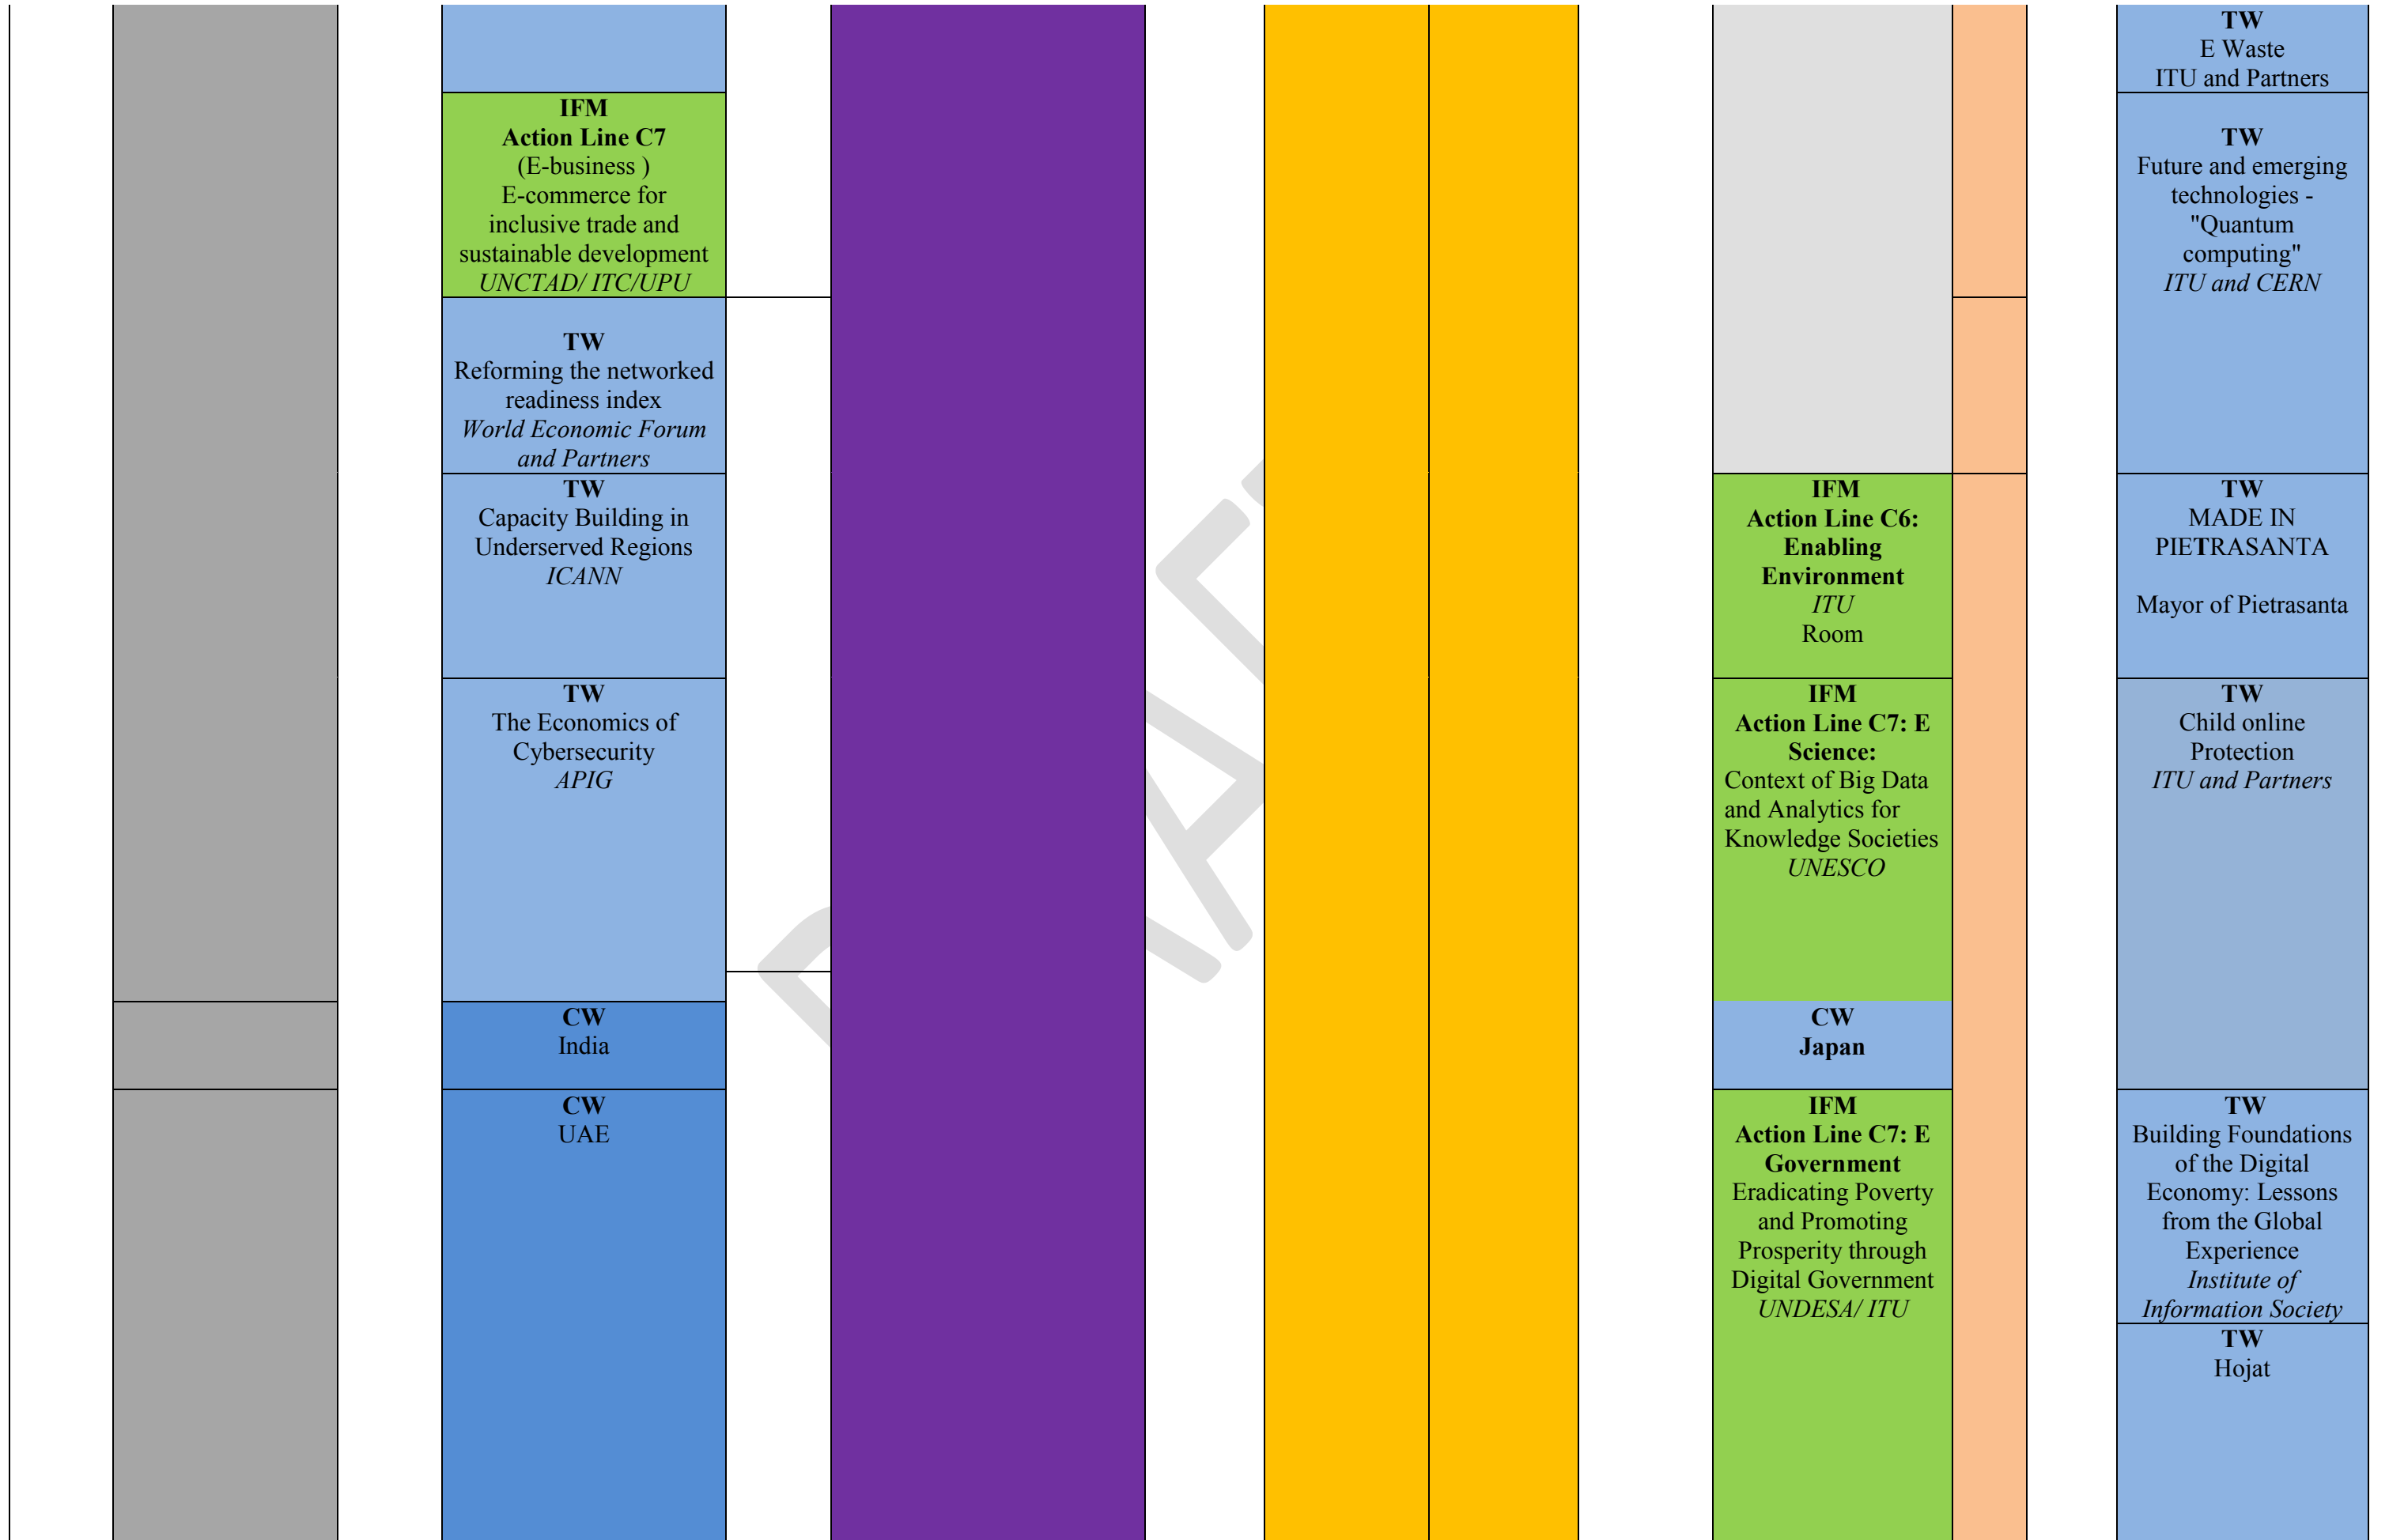 IFM
Action Line C7
(E-business )
E-commerce for
inclusive trade and
sustainable development
UNCTAD/ ITC/UPU
TW
Reforming the networked
readiness index
World Economic Forum
and Partners
TW
Capacity Building in
Underserved Regions
ICANN
TW
The Economics of
Cybersecurity
APIG
CW
India
CW
UAE
IFM
Action Line C6:
Enabling
Environment
ITU
Room
IFM
Action Line C7: E
Science:
Context of Big Data
and Analytics for
Knowledge Societies
UNESCO
CW
Japan
IFM
Action Line C7: E
Government
Eradicating Poverty
and Promoting
Prosperity through
Digital Government
UNDESA/ ITU
TW
E Waste
ITU and Partners
TW
Future and emerging
technologies -
"Quantum
computing"
ITU and CERN
TW
MADE IN
PIETRASANTA
Mayor of Pietrasanta
TW
Child online
Protection
ITU and Partners
TW
Building Foundations
of the Digital
Economy: Lessons
from the Global
Experience
Institute of
Information Society
TW
Hojat